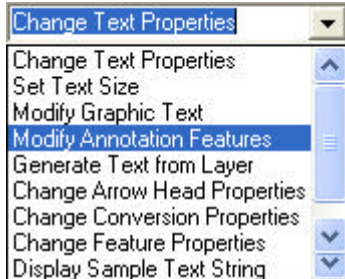 Change Text Properties
Change Text Properties
Set Text Size
Modify Graphic Text
Modify Annotation Features
Generate Text from Layer
Change Arrow Head Properties
Change Conversion Properties
Change Feature Properties
Display Sample Text String